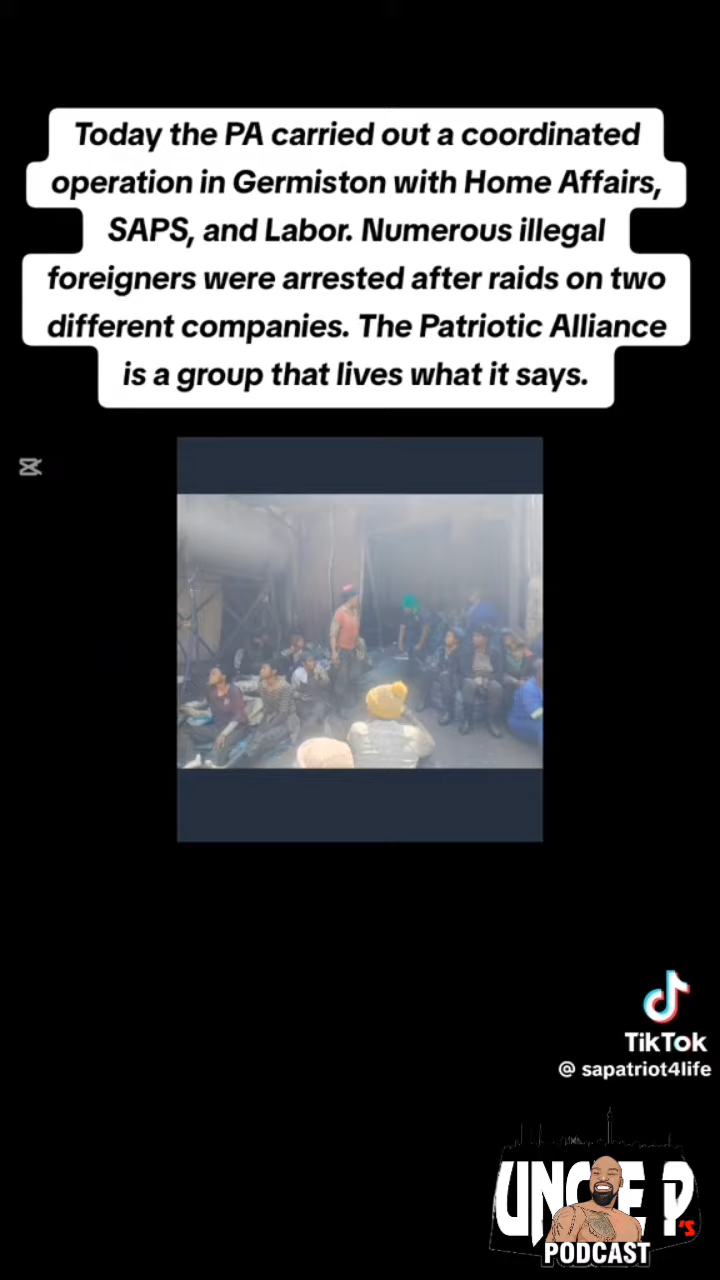 Today the PA carried out a coordinated
operation in Germiston with Home Affairs,
SAPS, and Labor. Numerous illegal
foreigners were arrested after raids on two
different companies. The Patriotic Alliance
is a group that lives what it says.
TikTok
@ sapatriot4life
UNCLE P
'S
PODCAST